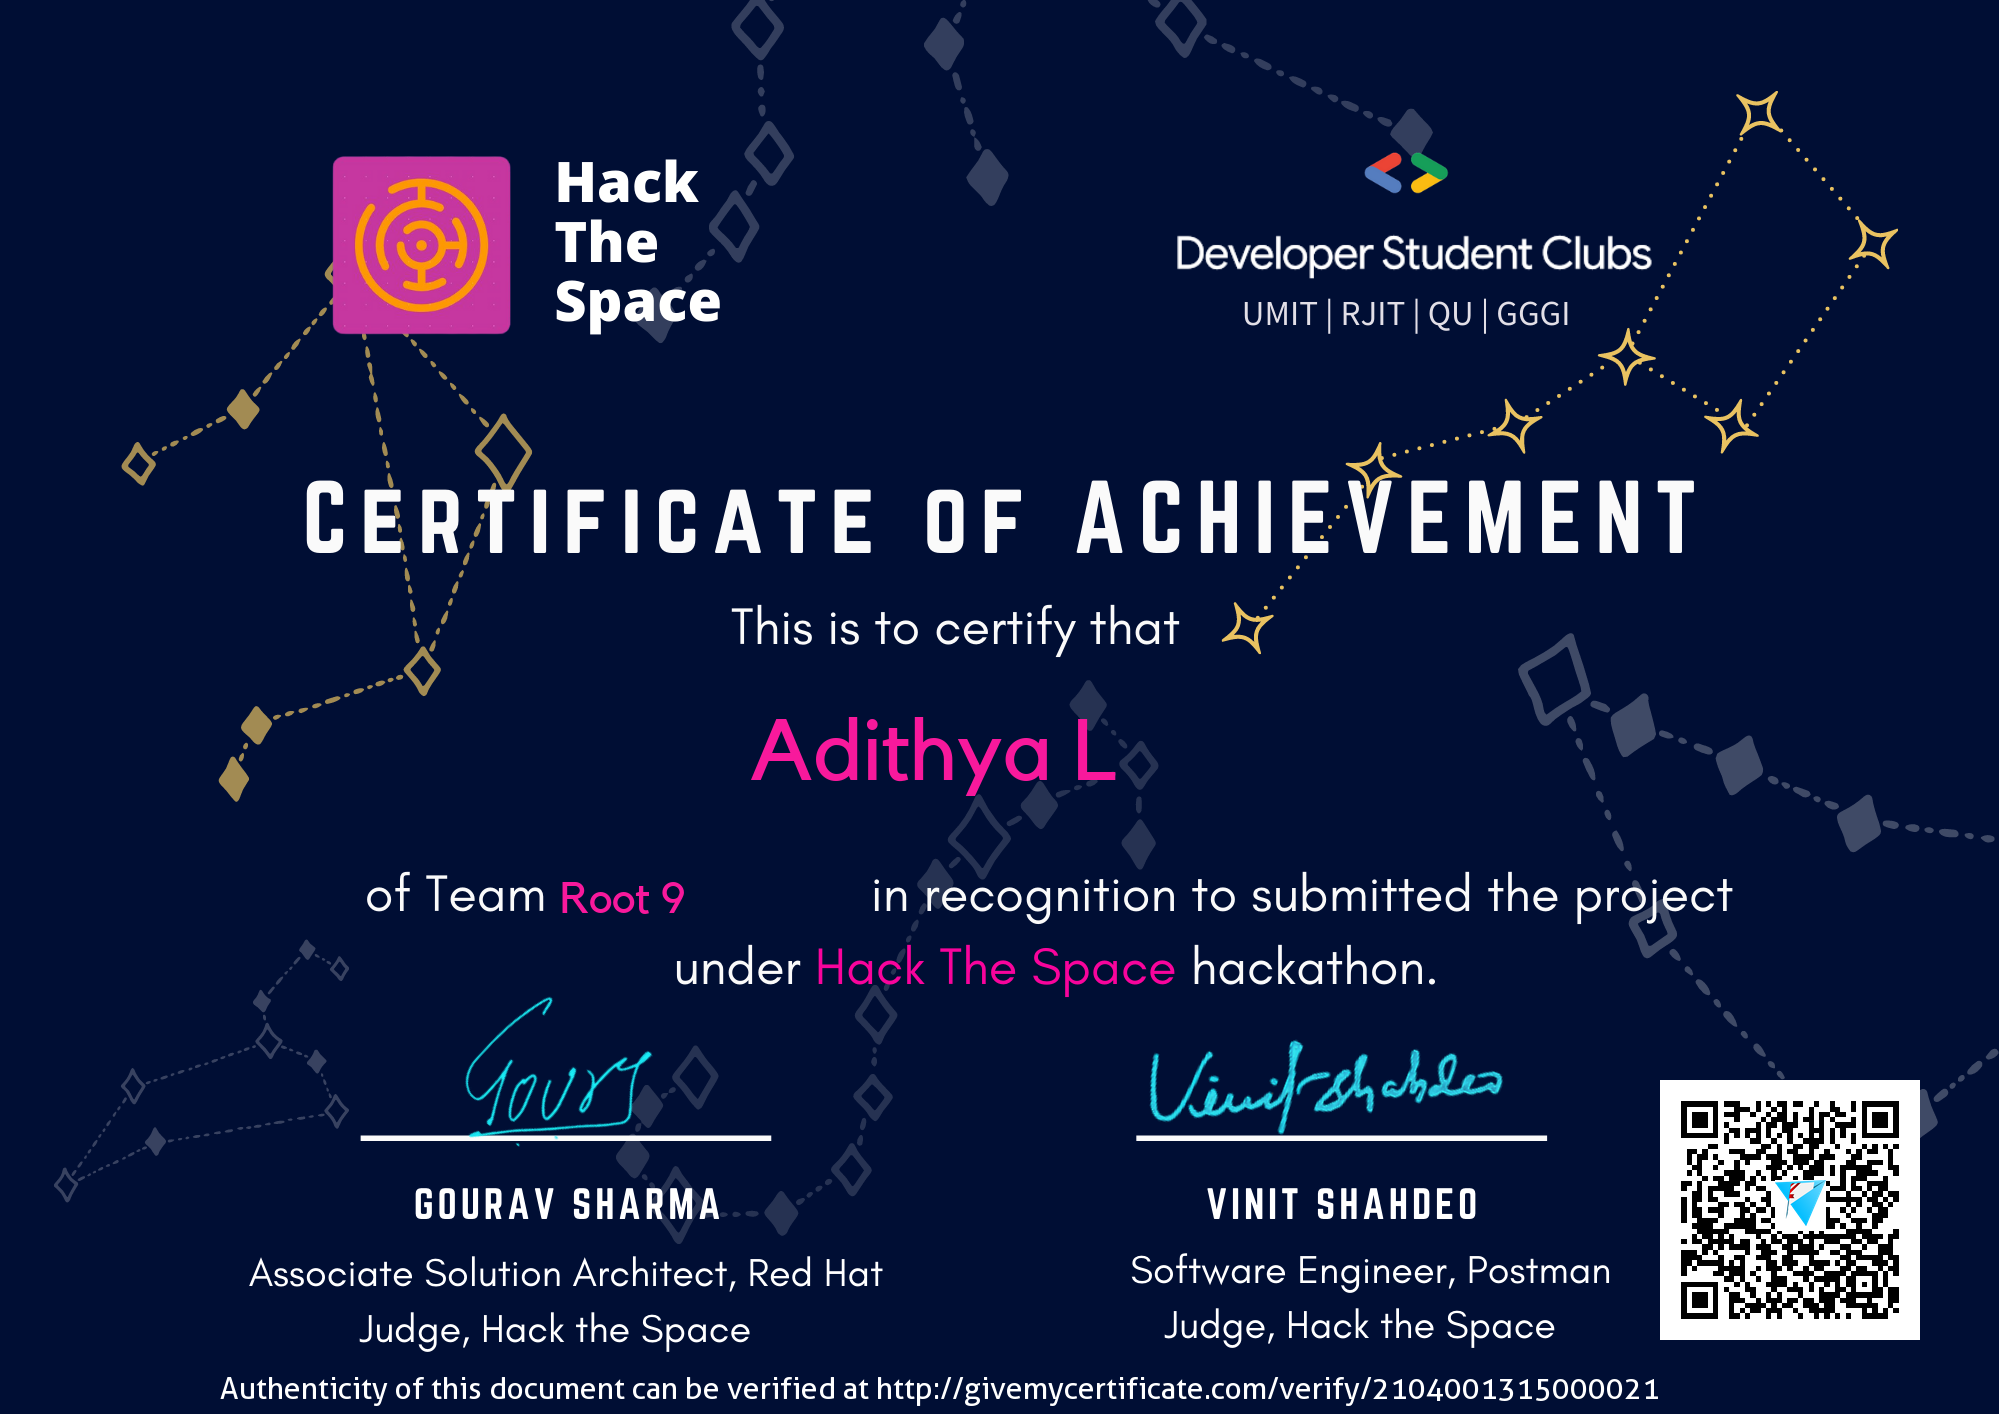 Hack
The
Space
Developer Student Clubs
UMIT | RJIT | QU | GGGI
CERTIFICATE OF ACHIEVEMENT
This is to certify that
Adithya L
of Team Root 9 in recognition to submitted the project
under Hack The Space hackathon.
Gourav
Vinit Shahdeo
GOURAV SHARMA
VINIT SHAHDEO
Associate Solution Architect, Red Hat
Judge, Hack the Space
Software Engineer, Postman
Judge, Hack the Space
Authenticity of this document can be verified at http://givemycertificate.com/verify/2104001315000021